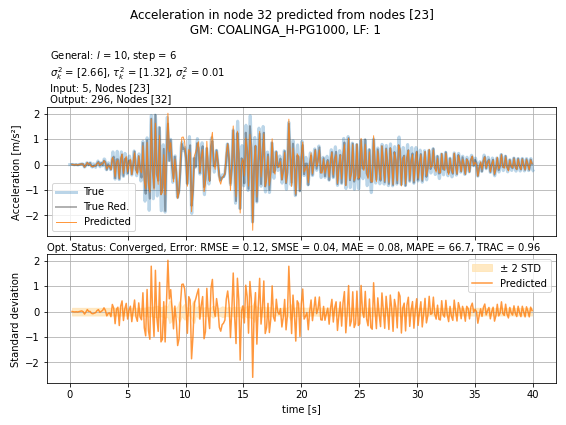 Acceleration in node 32 predicted from nodes [23]
GM: COALINGA_H-PG1000, LF: 1
General: l = 10, step = 6
σ²ₖ = [2.66], τ²ₖ = [1.32], σ²ε = 0.01
Input: 5, Nodes [23]
Output: 296, Nodes [32]
Acceleration [m/s²]
2
1
0
−1
−2
True
True Red.
Predicted
Opt. Status: Converged, Error: RMSE = 0.12, SMSE = 0.04, MAE = 0.08, MAPE = 66.7, TRAC = 0.96
Standard deviation
2
1
0
−1
−2
± 2 STD
Predicted
0 5 10 15 20 25 30 35 40
time [s]